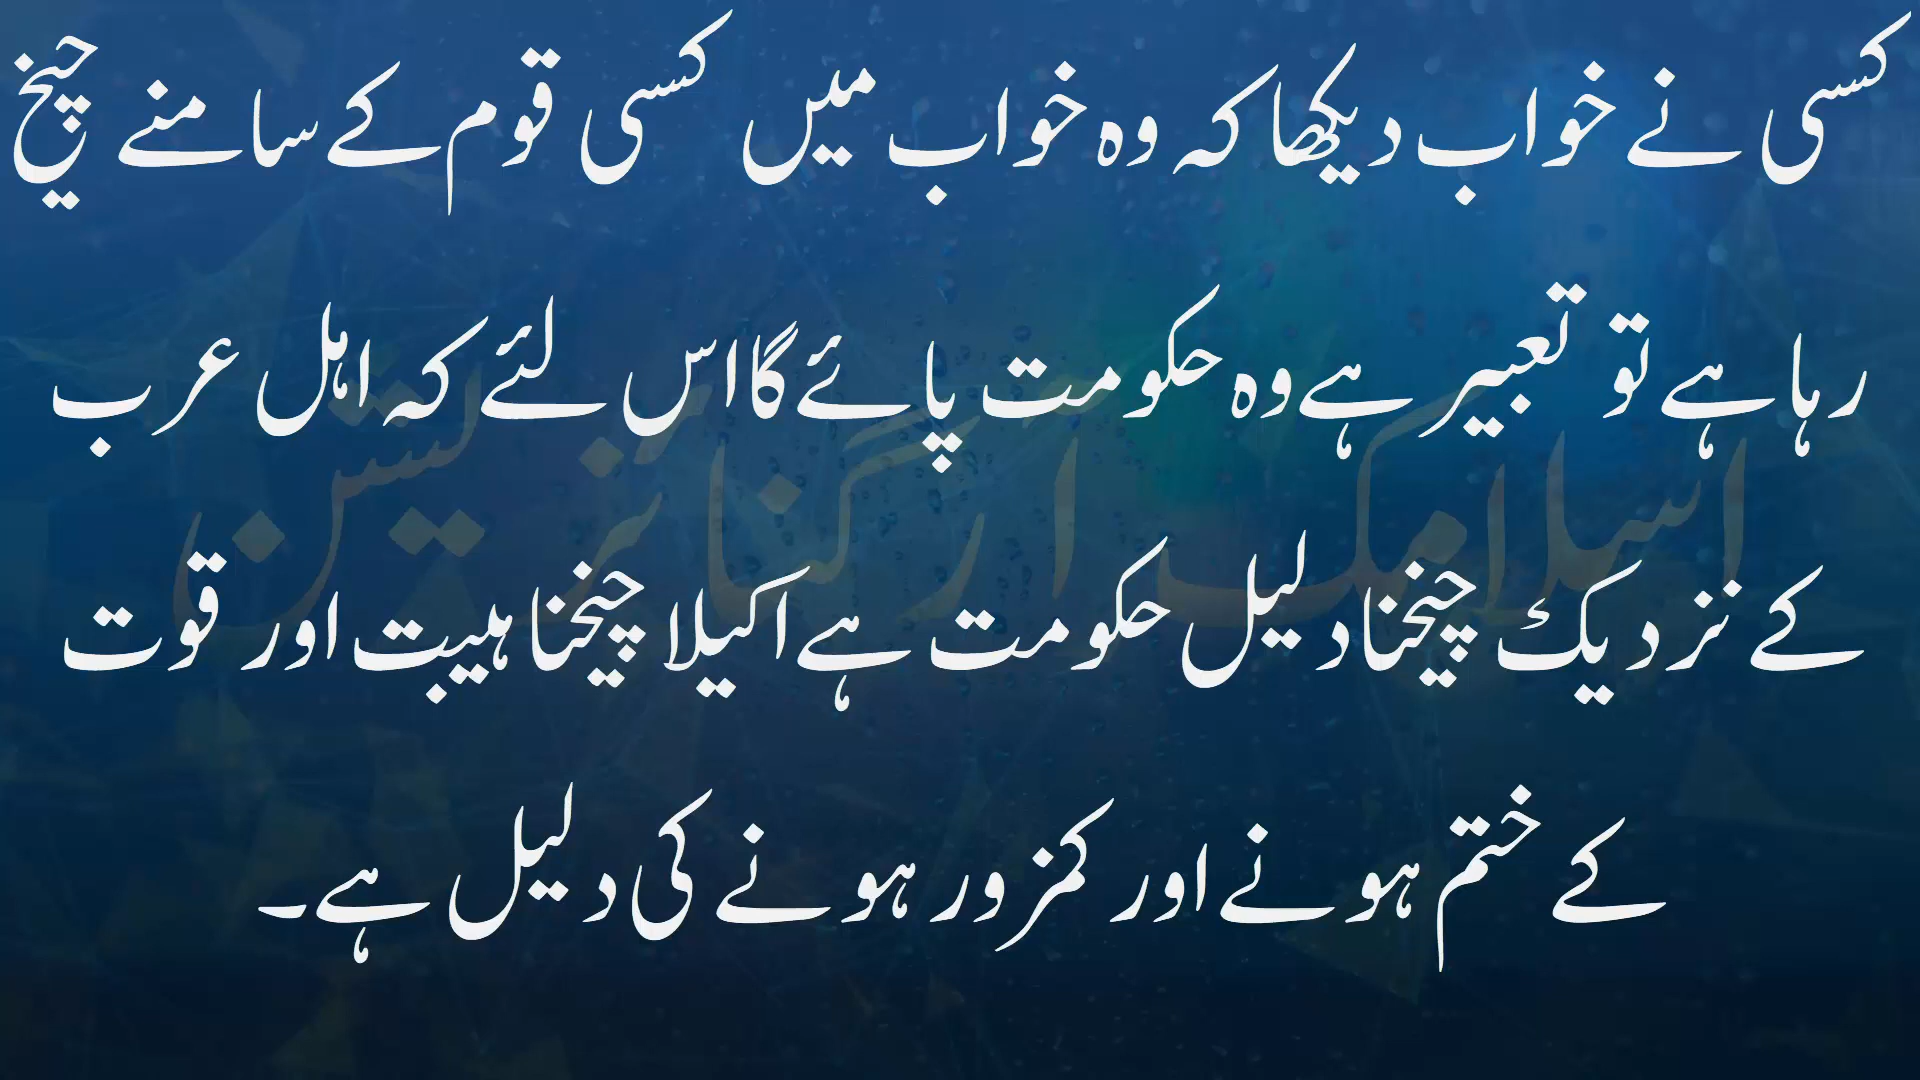 کسی نے خواب دیکھا کہ وہ خواب میں کسی قوم کے سامنے چیخ
رہا ہے تو تعبیر ہے وہ حکومت پائے گا اس لئے کہ اہل عرب
کے نزدیک چیخنا دلیل حکومت ہے اکیلا چیخنا ہیبت اور قوت
کے ختم ہونے اور کمزور ہونے کی دلیل ہے۔
اسلامک آرگنائزیشن